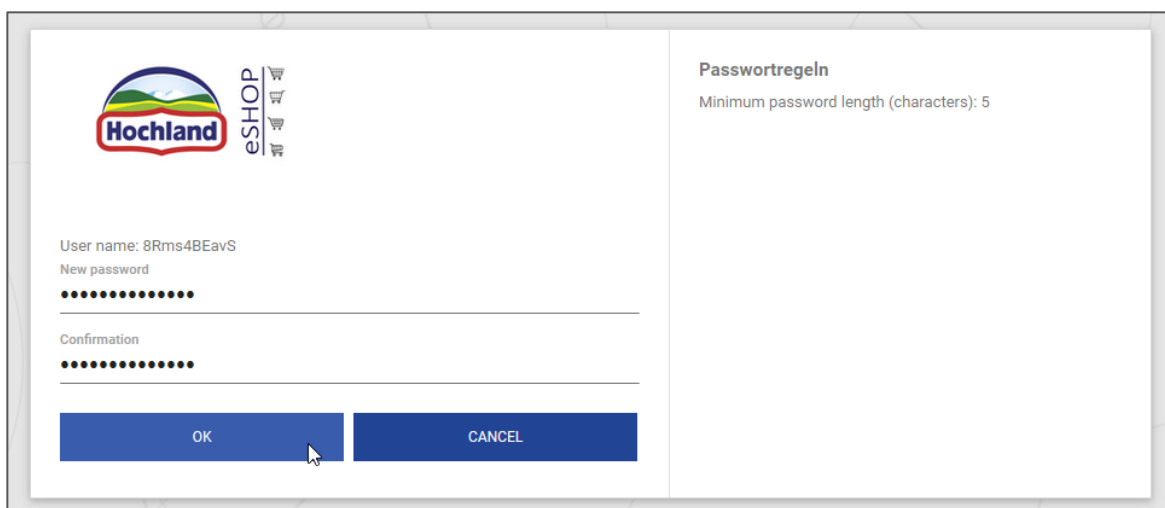 Hochland
eSHOP
User name: 8Rms4BEavS
New password
••••••••••••••
Confirmation
••••••••••••••
OK
CANCEL
Passwortregeln
Minimum password length (characters): 5